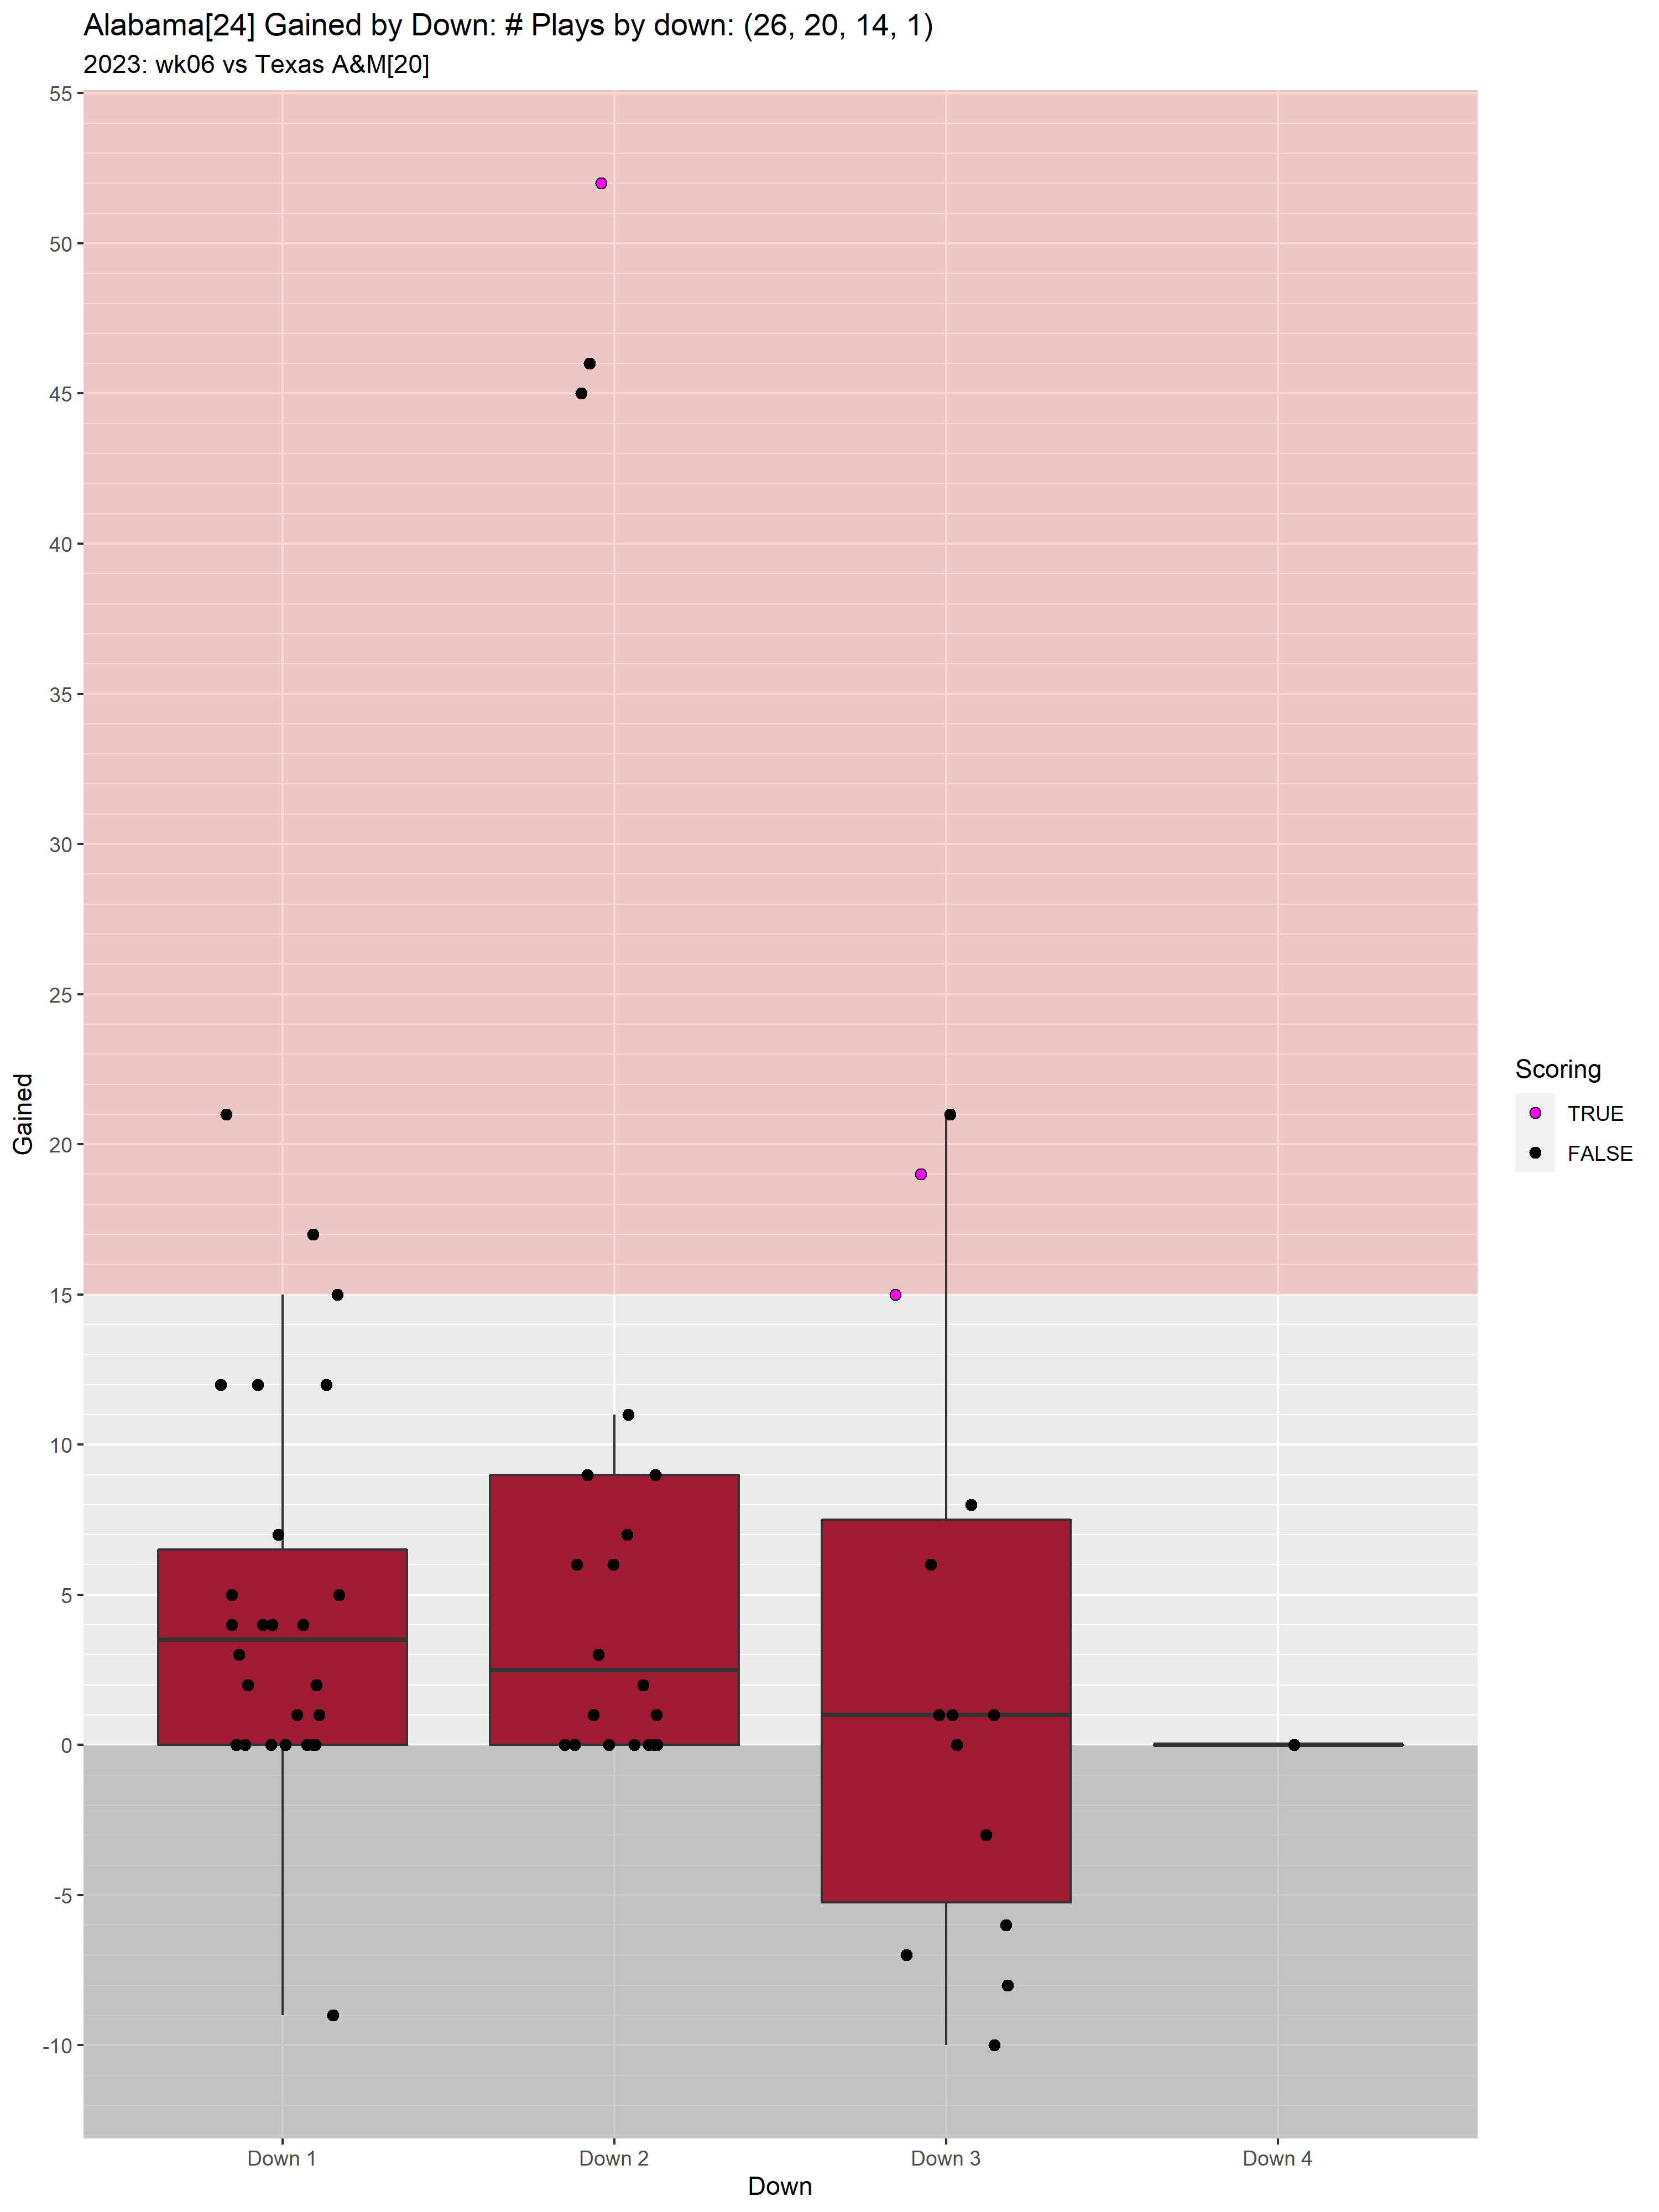 Alabama[24] Gained by Down: # Plays by down: (26, 20, 14, 1)
2023: wk06 vs Texas A&M[20]
55
50
45
40
35
30
25
20
15
10
5
0
-5
-10
Gained
Down 1
Down 2
Down 3
Down 4
Down
Scoring
TRUE
FALSE